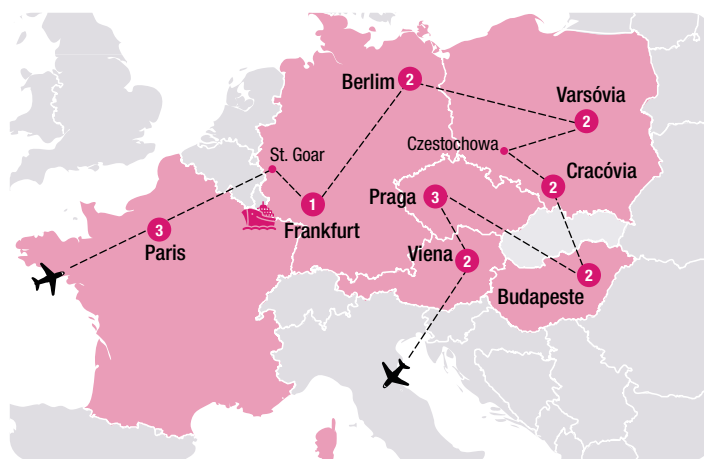 Berlim
2
Varsóvia
2
St. Goar
Czestochowa
Cracóvia
2
Praga
3
1
Frankfurt
3
Paris
Viena
2
2
Budapeste